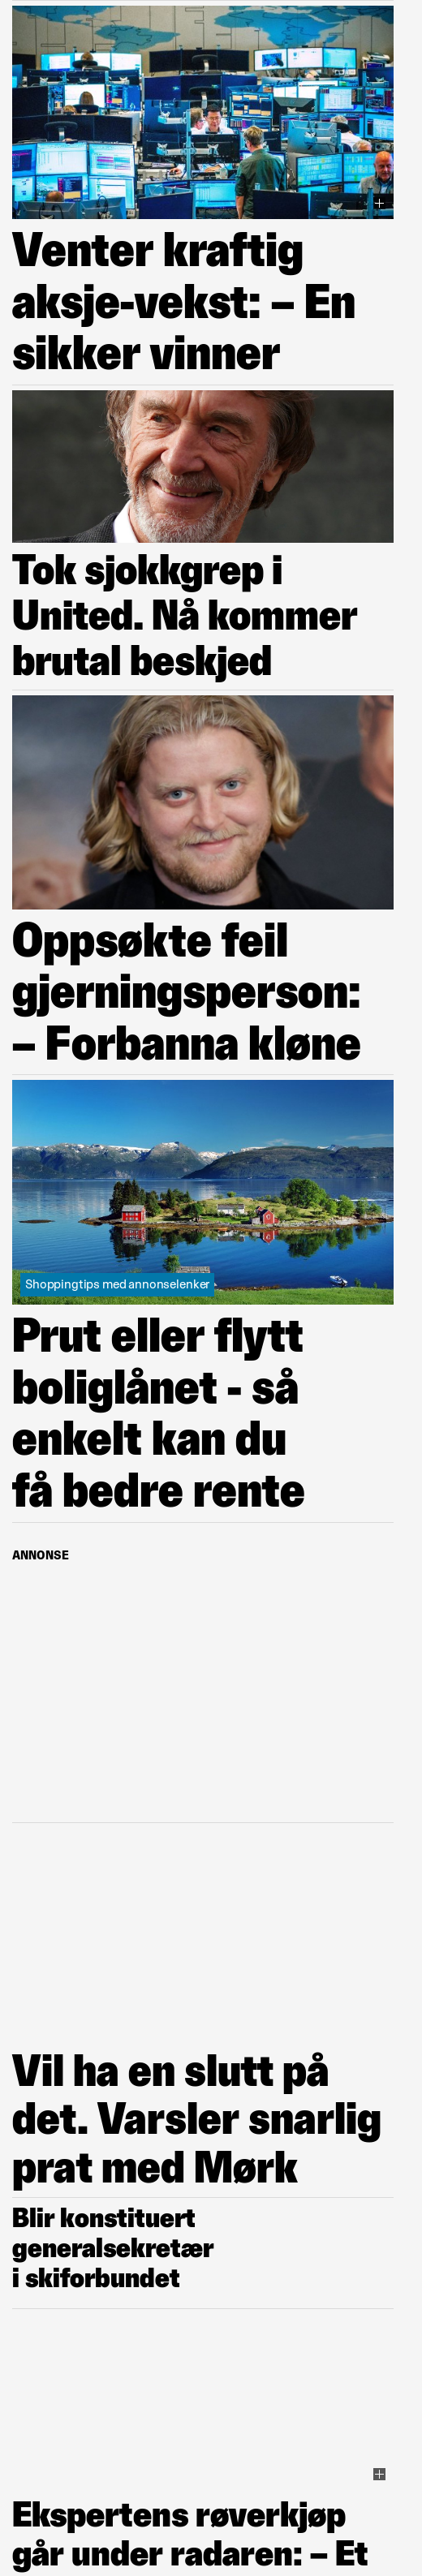 Venter kraftig
aksje-vekst: – En
sikker vinner
Tok sjokkgrep i
United. Nå kommer
brutal beskjed
Oppsøkte feil
gjerningsperson:
– Forbanna kløne
Shoppingtips med annonselenker
Prut eller flytt
boliglånet - så
enkelt kan du
få bedre rente
ANNONSE
Vil ha en slutt på
det. Varsler snarlig
prat med Mørk
Blir konstituert
generalsekretær
i skiforbundet
Ekspertens røverkjøp
går under radaren: – Et